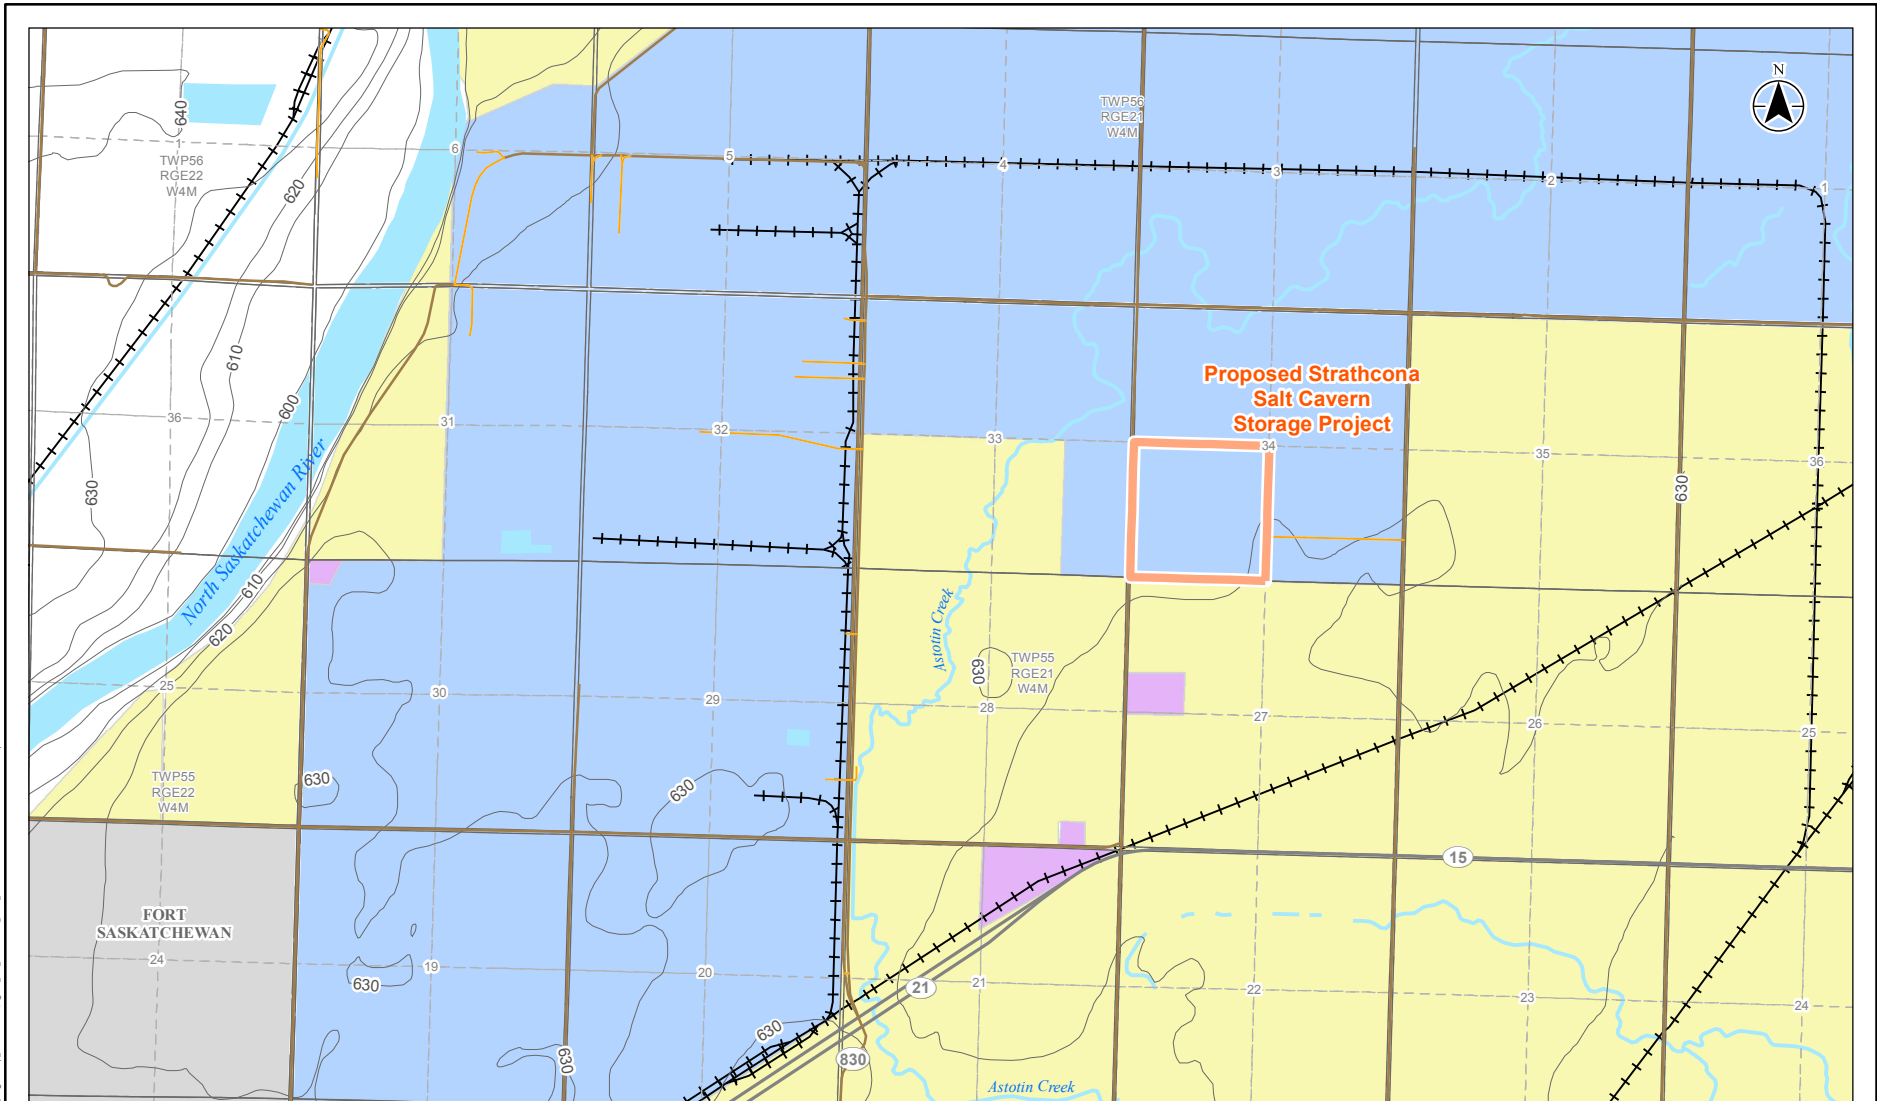 N
TWP56
RGE21
W4M
640
1
TWP56
RGE22
W4M
620
6
5
4
3
2
1
610
600
36
31
32
33
34
35
36
Proposed Strathcona
Salt Cavern
Storage Project
630
630
North Saskatchewan River
610
620
Astotin Creek
630
TWP55
RGE21
W4M
25
30
29
28
27
26
25
TWP55
RGE22
W4M
630
630
15
FORT
SASKATCHEWAN
24
19
20
21
22
23
24
630
21
630
630
830
Astotin Creek